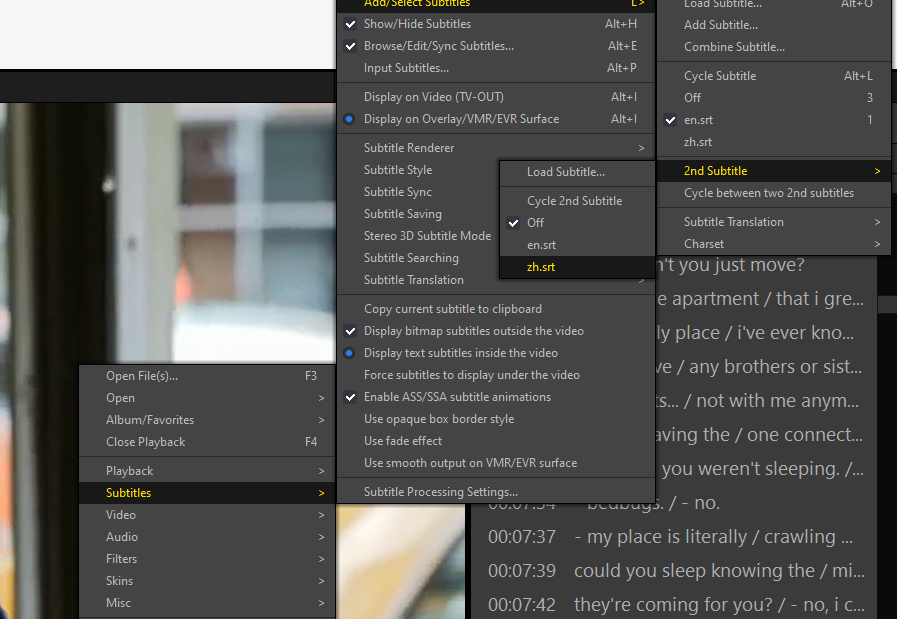 Add/Select Subtitles L >
Show/Hide Subtitles Alt+H
Browse/Edit/Sync Subtitles... Alt+E
Input Subtitles... Alt+P
Display on Video (TV-OUT) Alt+I
Display on Overlay/VMR/EVR Surface Alt+I
Subtitle Renderer >
Subtitle Style
Subtitle Sync
Subtitle Saving
Stereo 3D Subtitle Mode
Subtitle Searching
Subtitle Translation >
Copy current subtitle to clipboard
Display bitmap subtitles outside the video
Display text subtitles inside the video
Force subtitles to display under the video
Enable ASS/SSA subtitle animations
Use opaque box border style
Use fade effect
Use smooth output on VMR/EVR surface
Subtitle Processing Settings...
Load Subtitle... Alt+O
Add Subtitle...
Combine Subtitle...
Cycle Subtitle Alt+L
Off 3
en.srt 1
zh.srt
2nd Subtitle >
Cycle between two 2nd subtitles
Subtitle Translation >
Charset >
Load Subtitle...
Cycle 2nd Subtitle
Off
en.srt
zh.srt
Open File(s)... F3
Open >
Album/Favorites >
Close Playback F4
Playback >
Subtitles >
Video >
Audio >
Filters >
Skins >
Misc >
n't you just move?
e apartment / that i gre...
ly place / i've ever kno...
ve / any brothers or sist...
ts... / not with me anym...
aving the / one connect...
you weren't sleeping. /...
00:07:34 - bedbugs. / - no.
00:07:37 - my place is literally / crawling ...
00:07:39 could you sleep knowing the / mi...
00:07:42 they're coming for you? / - no, i c...